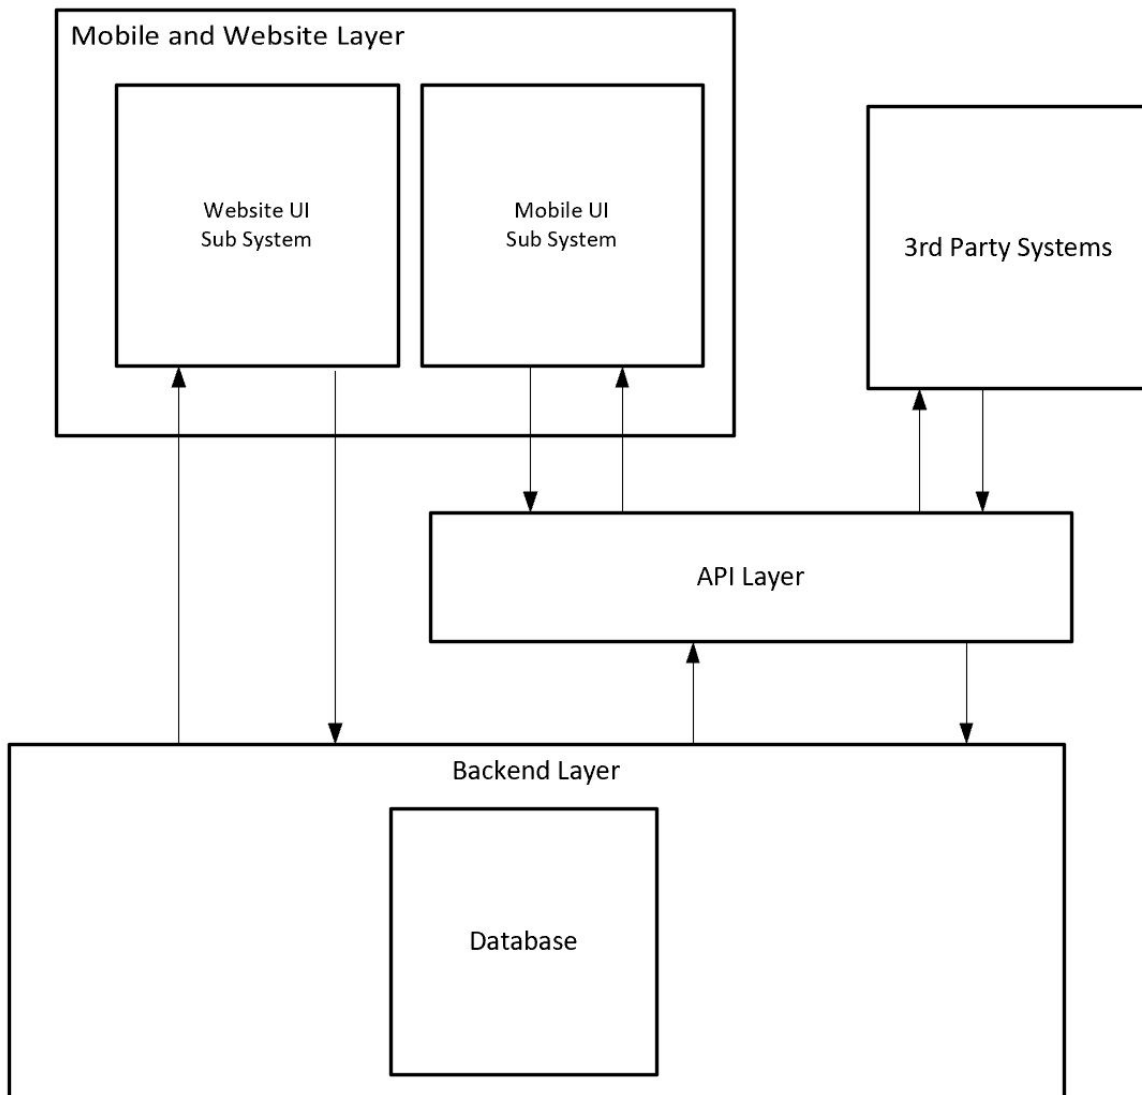 Mobile and Website Layer
Website UI
Sub System
Mobile UI
Sub System
3rd Party Systems
API Layer
Backend Layer
Database